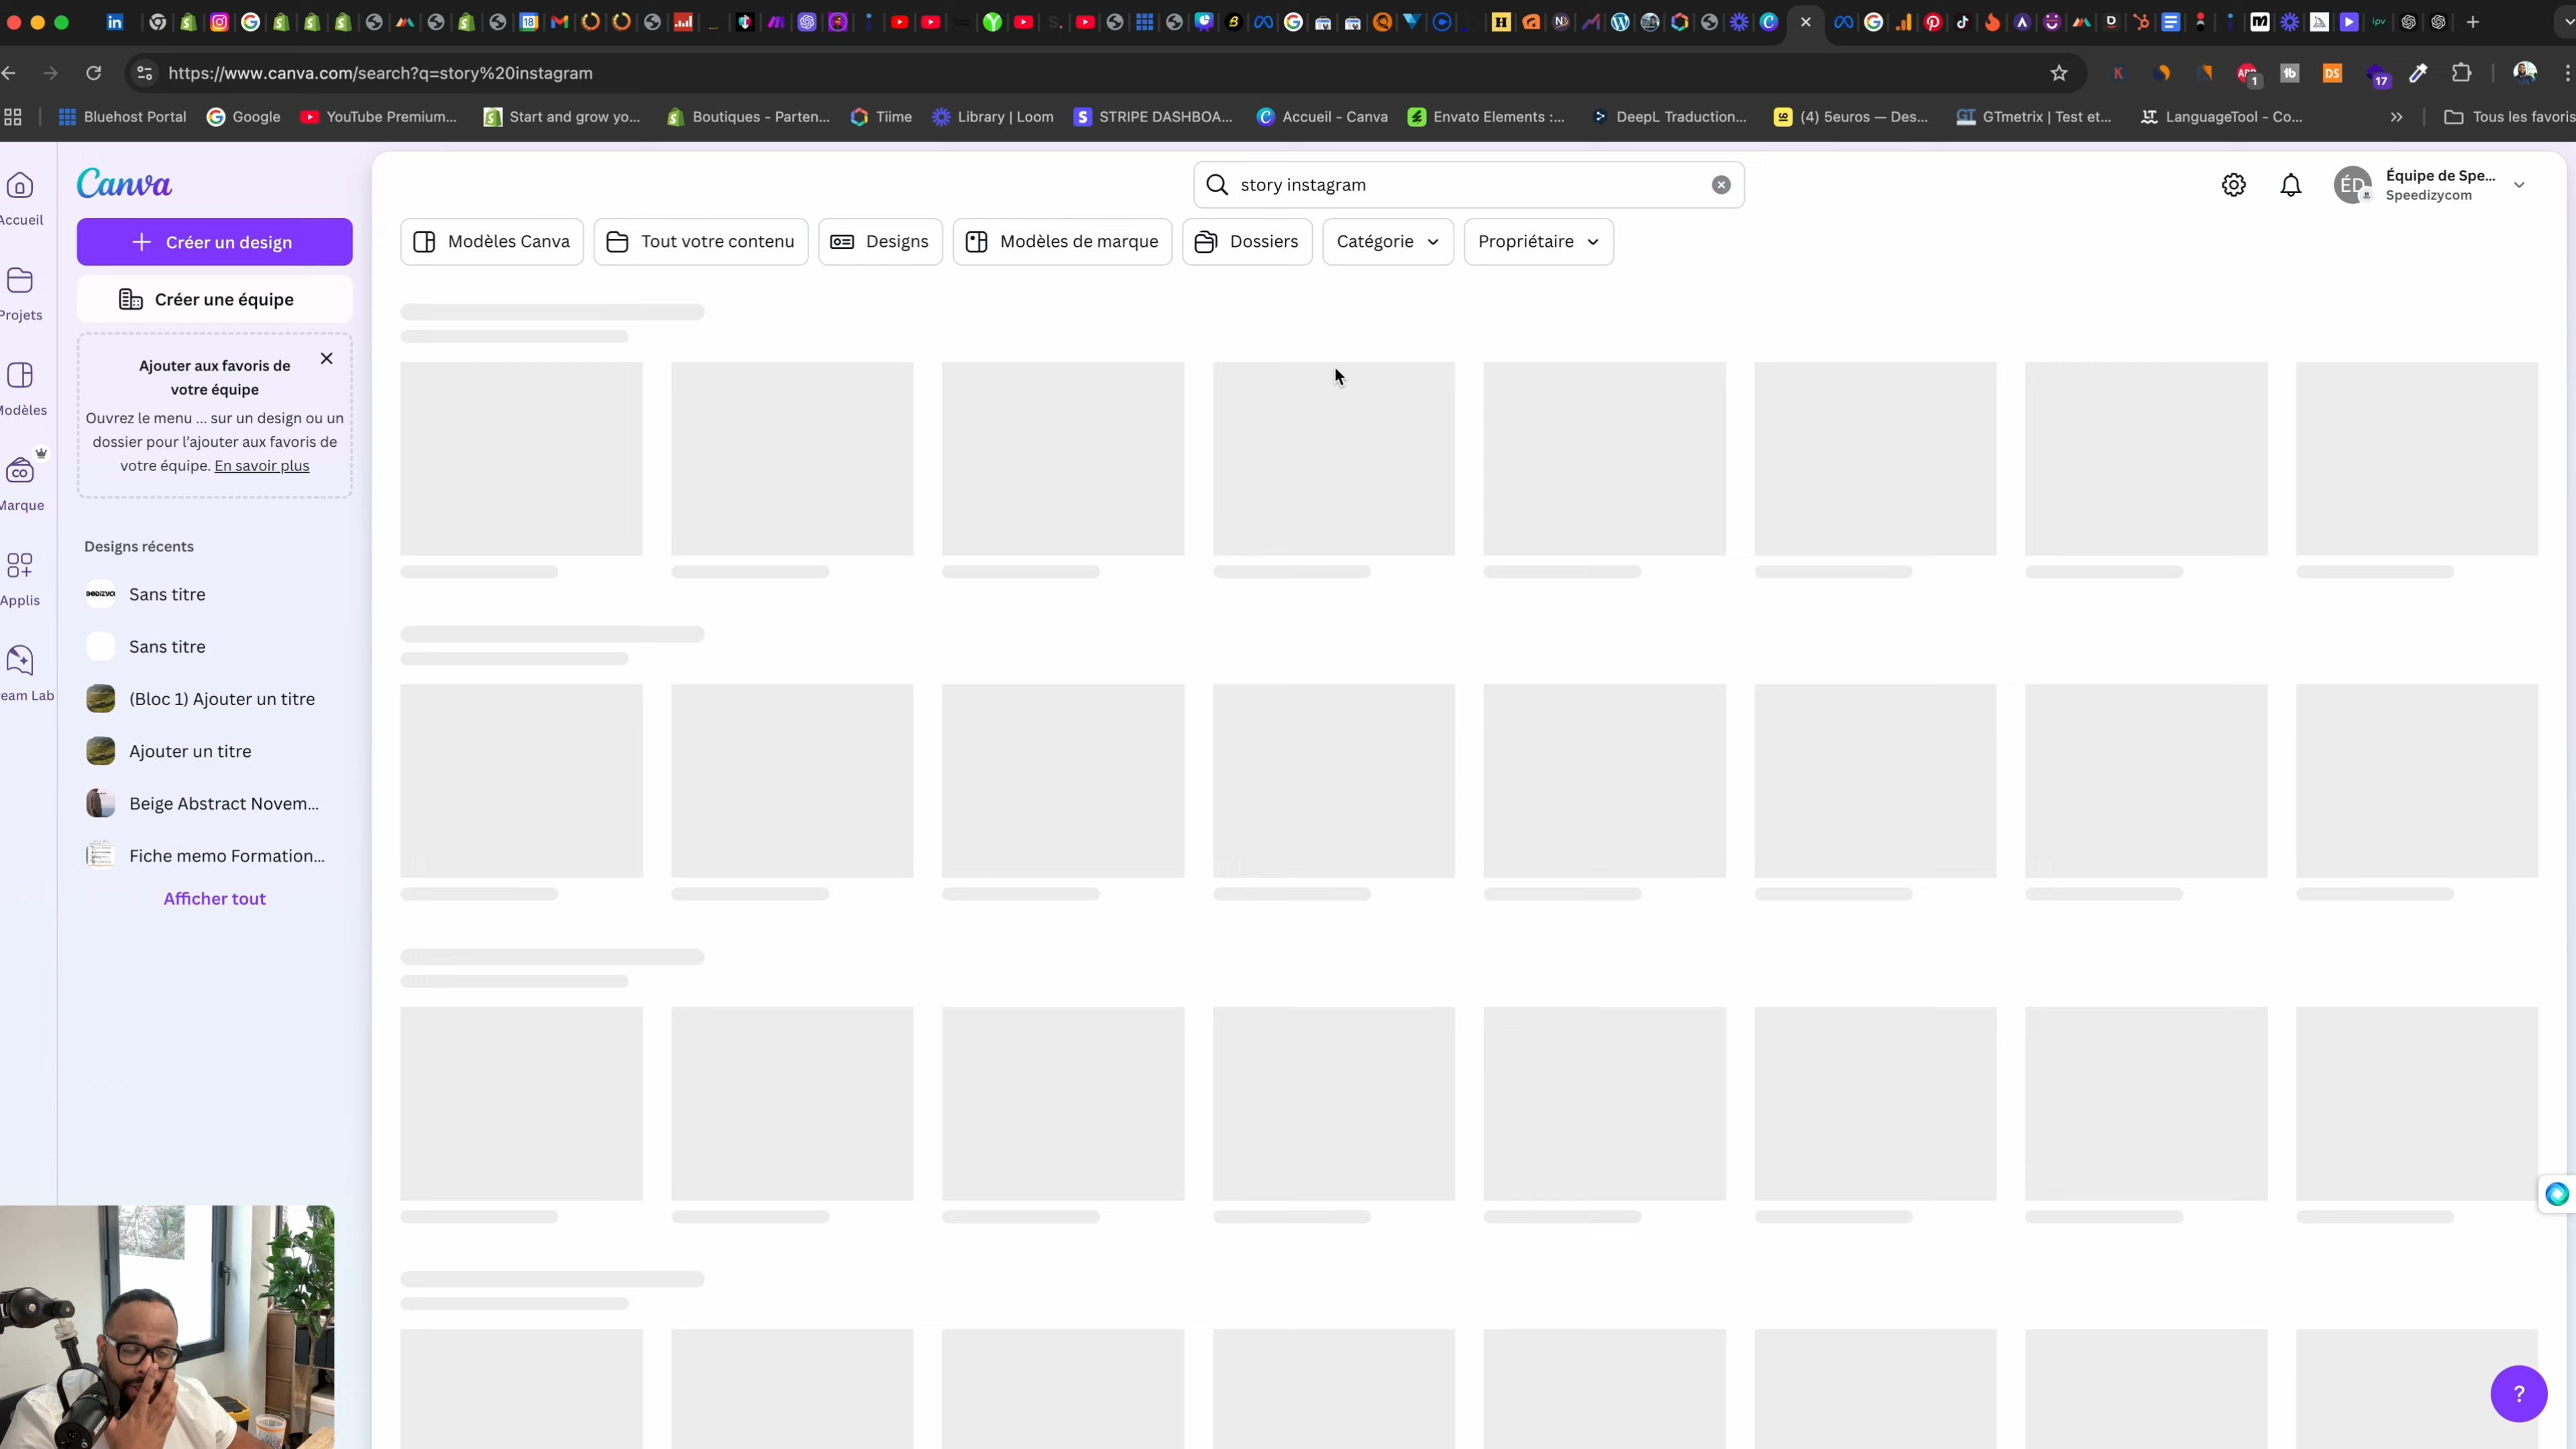 https://www.canva.com/search?q=story%20instagram
Bluehost Portal
Google
YouTube Premium...
Start and grow yo...
Boutiques - Parten...
Tiime
Library | Loom
STRIPE DASHBOA...
Accueil - Canva
Envato Elements :...
DeepL Traduction...
(4) 5euros — Des...
GTmetrix | Test et...
LanguageTool - Co...
Tous les favoris
Canva
story instagram
ÉD
Équipe de Spe...
Speedizycom
Accueil
Projets
Modèles
Marque
Applis
eam Lab
Créer un design
Créer une équipe
Ajouter aux favoris de
votre équipe
Ouvrez le menu ... sur un design ou un
dossier pour l'ajouter aux favoris de
votre équipe. En savoir plus
Designs récents
Sans titre
Sans titre
(Bloc 1) Ajouter un titre
Ajouter un titre
Beige Abstract Novem...
Fiche memo Formation...
Afficher tout
Modèles Canva
Tout votre contenu
Designs
Modèles de marque
Dossiers
Catégorie
Propriétaire
?